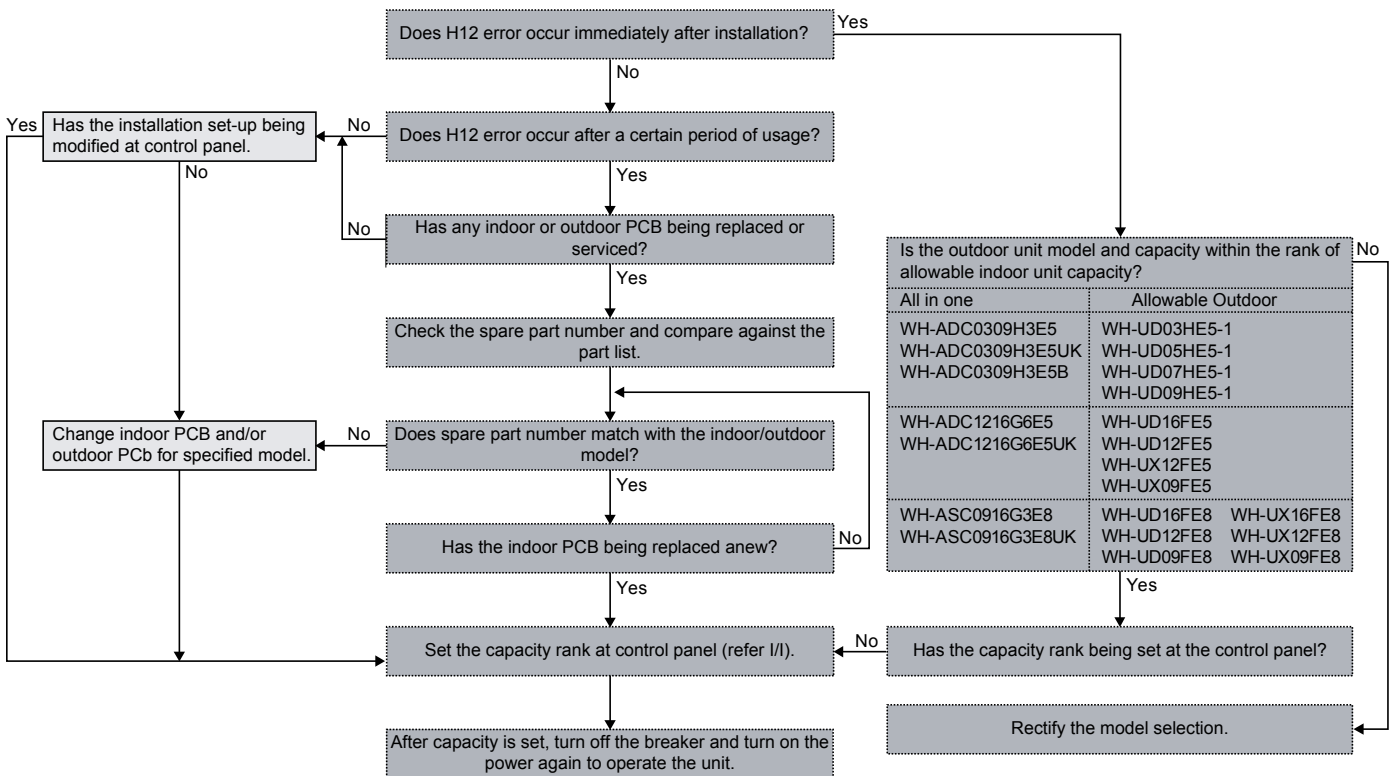 Does H12 error occur immediately after installation?
Yes
No
Yes
Has the installation set-up being
modified at control panel.
No
Does H12 error occur after a certain period of usage?
No
Yes
No
Has any indoor or outdoor PCB being replaced or
serviced?
Yes
Check the spare part number and compare against the
part list.
Change indoor PCB and/or
outdoor PCb for specified model.
No
Does spare part number match with the indoor/outdoor
model?
Yes
Has the indoor PCB being replaced anew?
No
Yes
Is the outdoor unit model and capacity within the rank of
allowable indoor unit capacity?
No
All in one
Allowable Outdoor
WH-ADC0309H3E5
WH-ADC0309H3E5UK
WH-ADC0309H3E5B
WH-UD03HE5-1
WH-UD05HE5-1
WH-UD07HE5-1
WH-UD09HE5-1
WH-ADC1216G6E5
WH-ADC1216G6E5UK
WH-UD16FE5
WH-UD12FE5
WH-UX12FE5
WH-UX09FE5
WH-ASC0916G3E8
WH-ASC0916G3E8UK
WH-UD16FE8 WH-UX16FE8
WH-UD12FE8 WH-UX12FE8
WH-UD09FE8 WH-UX09FE8
Yes
Set the capacity rank at control panel (refer I/I).
No
Has the capacity rank being set at the control panel?
Rectify the model selection.
After capacity is set, turn off the breaker and turn on the
power again to operate the unit.